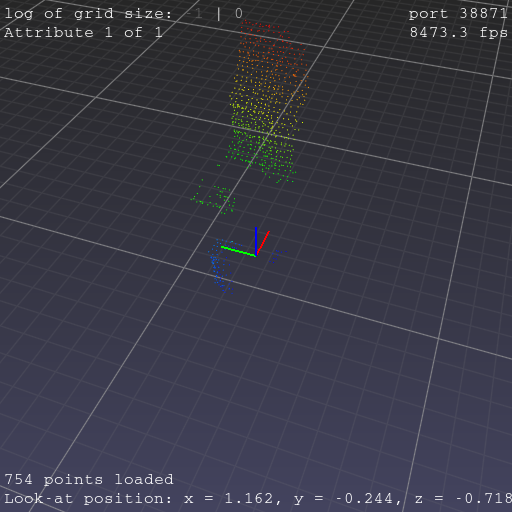 log of grid size:  1 | 0
port 38871
Attribute 1 of 1
8473.3 fps
754 points loaded
Look-at position: x = 1.162, y = -0.244, z = -0.718